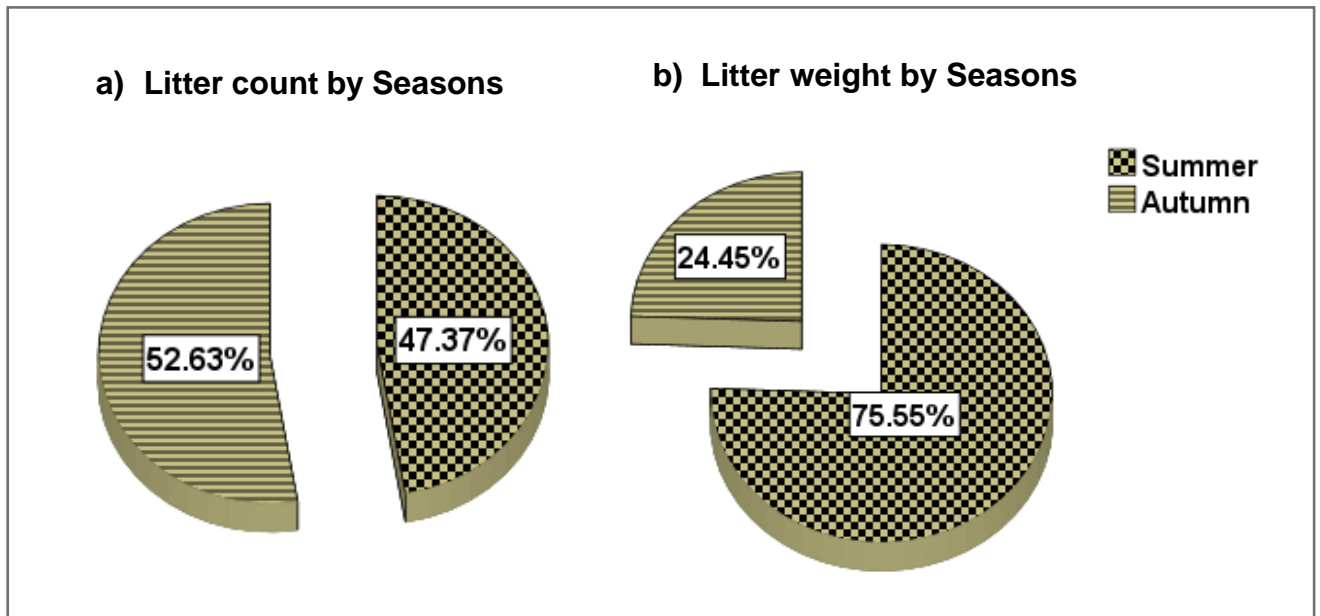 a) Litter count by Seasons
b) Litter weight by Seasons
Summer
Autumn
52.63%
47.37%
24.45%
75.55%